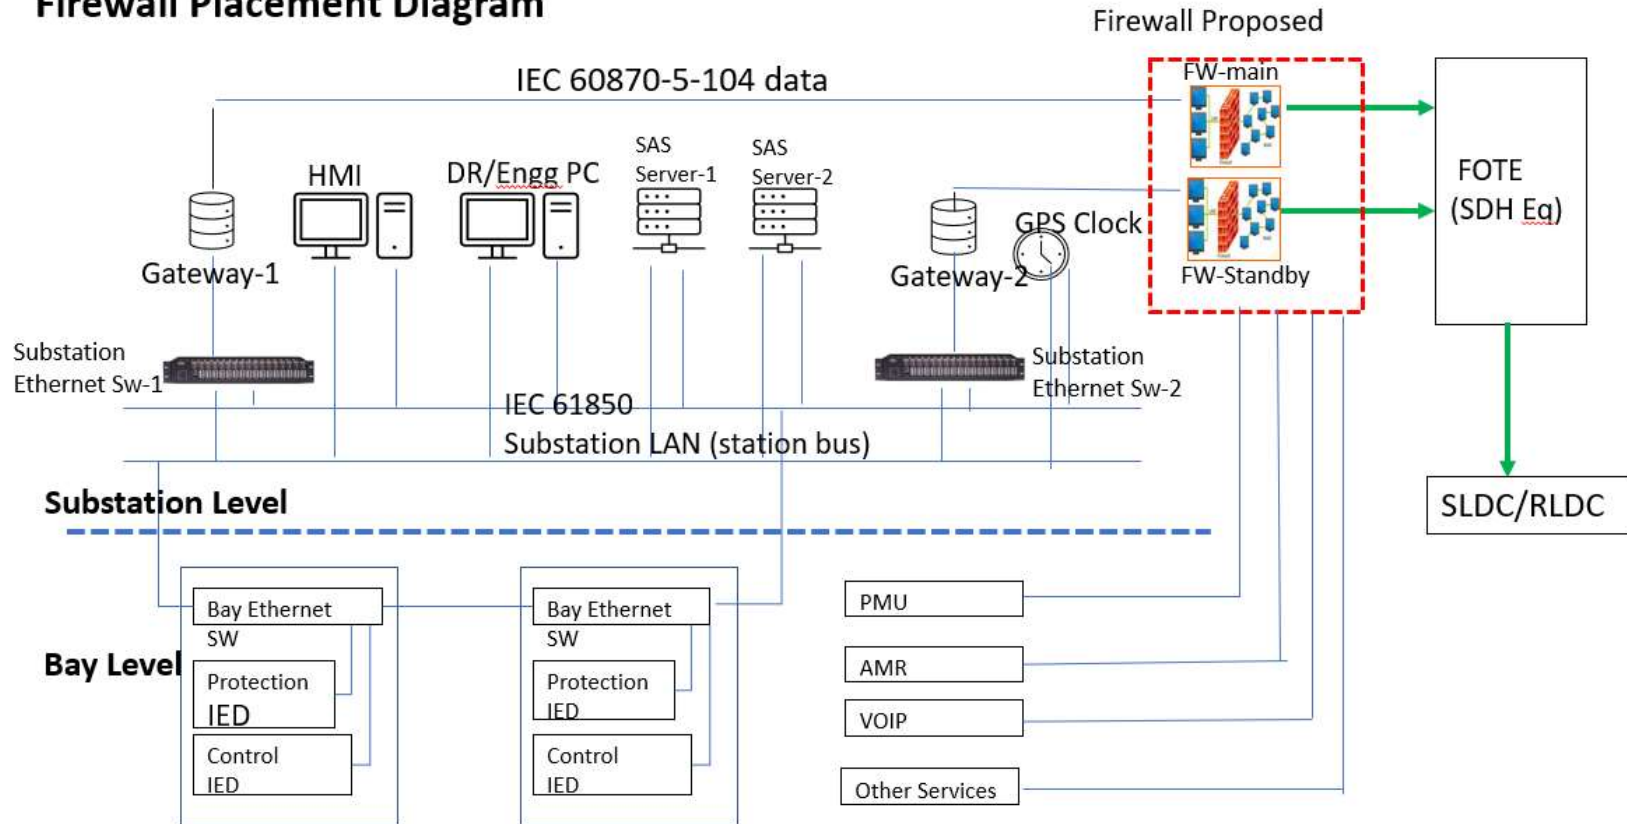 Firewall Placement Diagram
Firewall Proposed
IEC 60870-5-104 data
FW-main
FOTE
(SDH Eq)
HMI
DR/Engg PC
SAS
Server-1
SAS
Server-2
GPS Clock
Gateway-1
Gateway-2
FW-Standby
Substation
Ethernet Sw-1
Substation
Ethernet Sw-2
IEC 61850
Substation LAN (station bus)
Substation Level
SLDC/RLDC
Bay Level
Bay Ethernet
SW
Protection
IED
Control
IED
Bay Ethernet
SW
Protection
IED
Control
IED
PMU
AMR
VOIP
Other Services